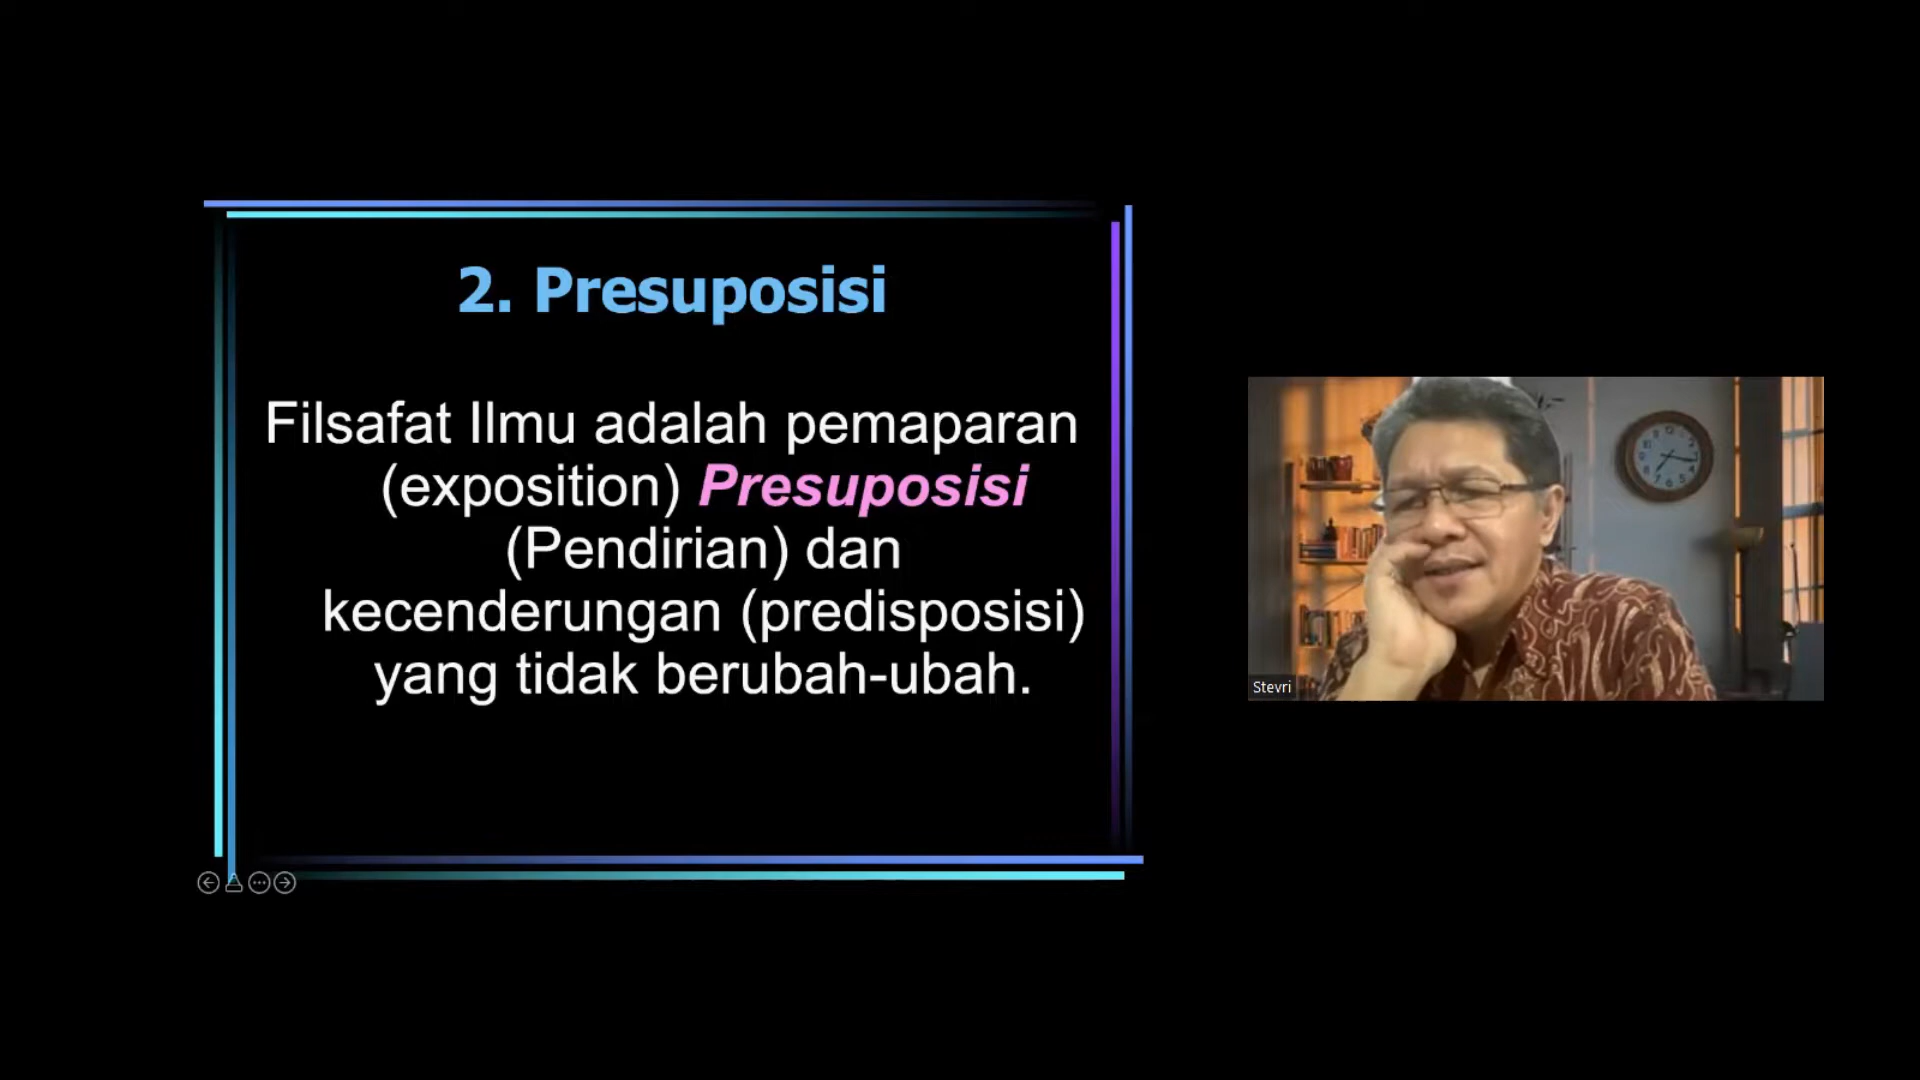 2. Presuposisi
Filsafat Ilmu adalah pemaparan
(exposition) Presuposisi
(Pendirian) dan
kecenderungan (predisposisi)
yang tidak berubah-ubah.
Stevri